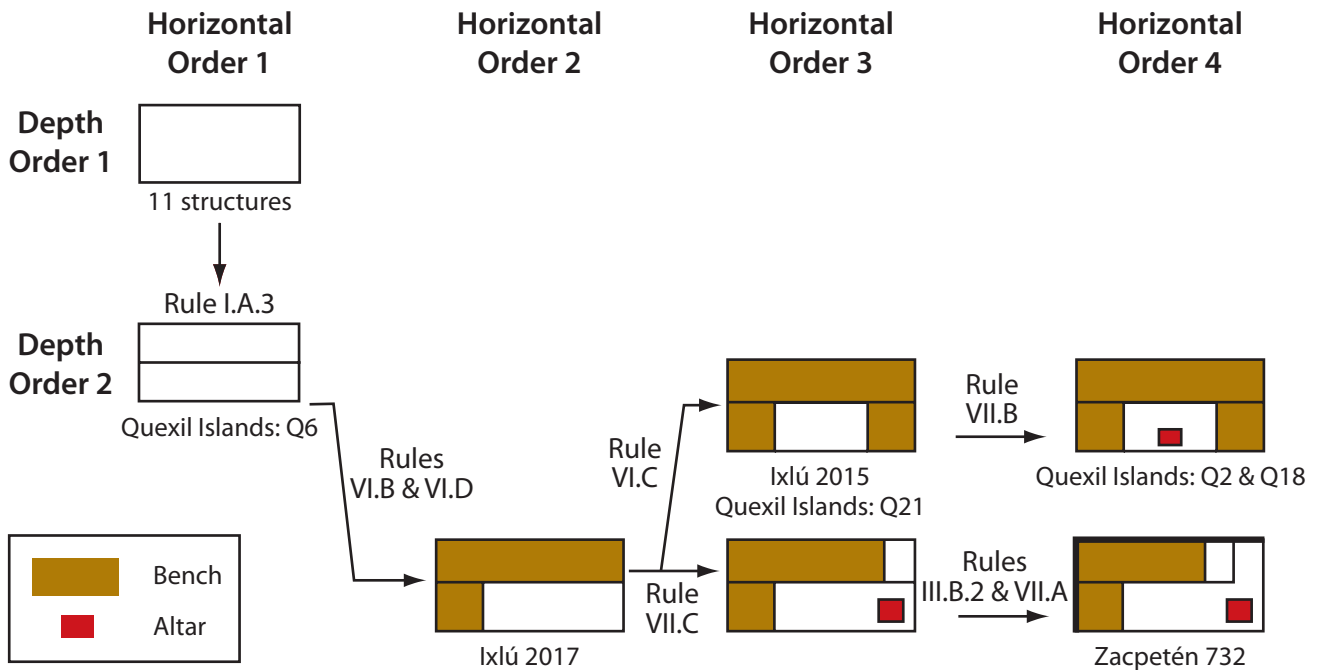 Horizontal
Order 1
Horizontal
Order 2
Horizontal
Order 3
Horizontal
Order 4
Depth
Order 1
11 structures
Rule I.A.3
Depth
Order 2
Quexil Islands: Q6
Rules
VI.B & VI.D
Rule
VI.C
Ixlú 2015
Quexil Islands: Q21
Rule
VII.B
Quexil Islands: Q2 & Q18
Bench
Altar
Ixlú 2017
Rule
VII.C
Rules
III.B.2 & VII.A
Zacpetén 732